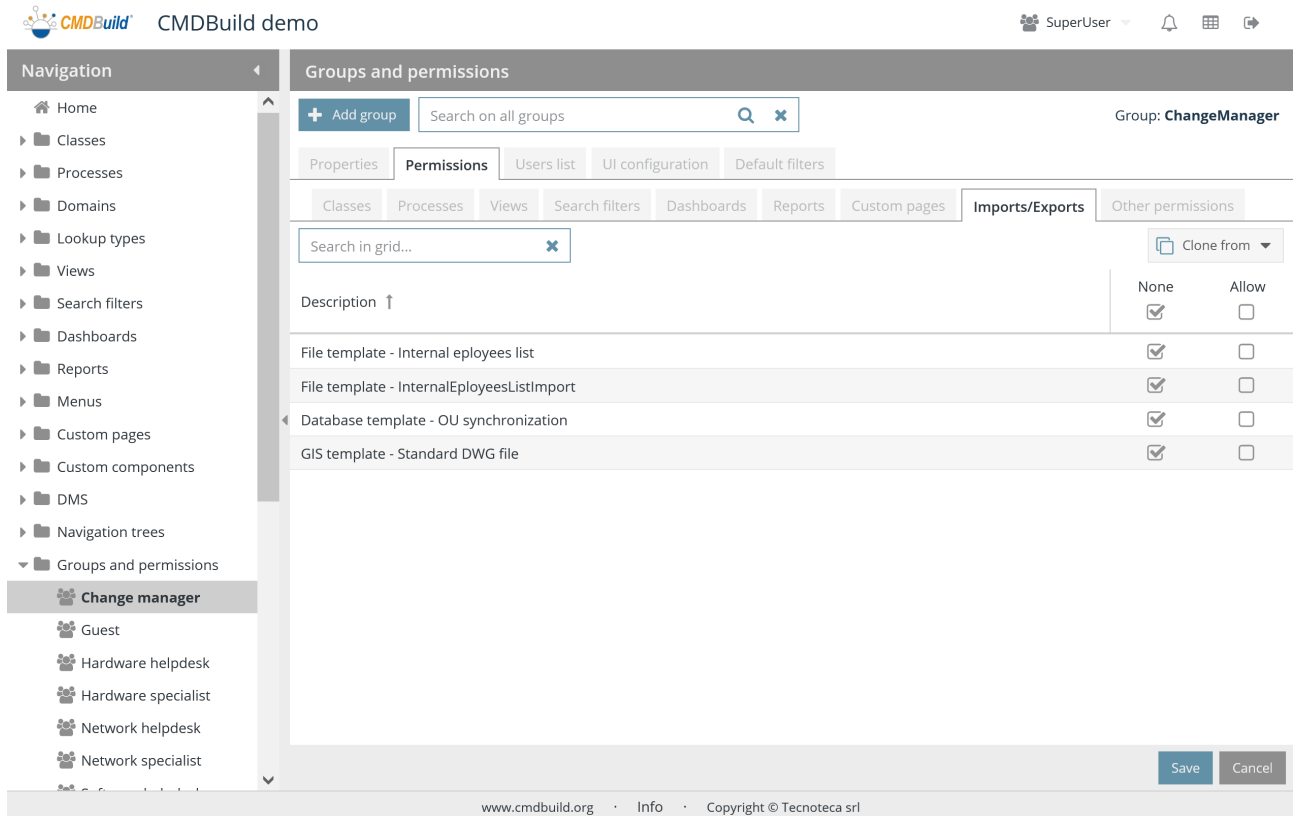 CMDBuild CMDBuild demo
SuperUser
Navigation
Groups and permissions
Home
Classes
Processes
Domains
Lookup types
Views
Search filters
Dashboards
Reports
Menus
Custom pages
Custom components
DMS
Navigation trees
Groups and permissions
Change manager
Guest
Hardware helpdesk
Hardware specialist
Network helpdesk
Network specialist
Add group
Search on all groups
Group: ChangeManager
Properties Permissions Users list UI configuration Default filters
Classes Processes Views Search filters Dashboards Reports Custom pages Imports/Exports Other permissions
Search in grid...
Clone from
Description ↑ None Allow
File template - Internal eployees list
File template - InternalEployeesListImport
Database template - OU synchronization
GIS template - Standard DWG file
Save Cancel
www.cmdbuild.org · Info · Copyright © Tecnoteca srl